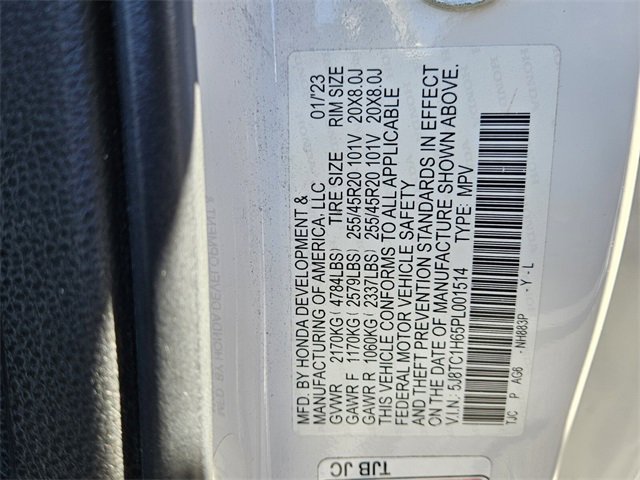 MFD. BY HONDA DEVELOPMENT &
MANUFACTURING OF AMERICA, LLC 01/'23
GVWR 2170KG (4784LBS) TIRE SIZE RIM SIZE
GAWR F 1170KG (2579LBS) 255/45R20 101V 20X8.0J
GAWR R 1060KG (2337LBS) 255/45R20 101V 20X8.0J
THIS VEHICLE CONFORMS TO ALL APPLICABLE
FEDERAL MOTOR VEHICLE SAFETY
AND THEFT PREVENTION STANDARDS IN EFFECT
ON THE DATE OF MANUFACTURE SHOWN ABOVE.
V.I.N: 5J8TC1H65PL001514 TYPE: MPV
TJC P AG6 -NH883P -Y-L
TJB JC